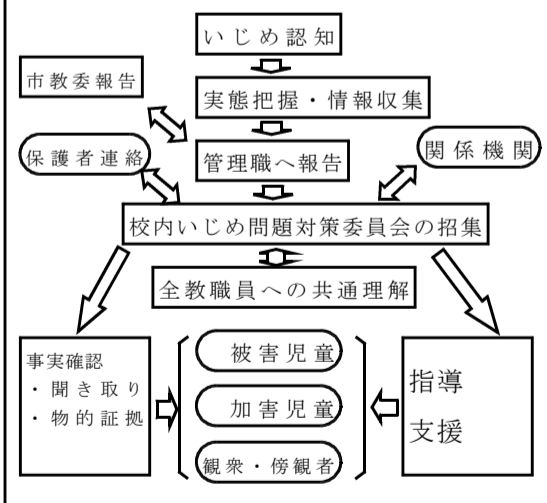 いじめ認知
市教委報告
実態把握・情報収集
保護者連絡
管理職へ報告
関係機関
校内いじめ問題対策委員会の招集
全教職員への共通理解
事実確認
・聞き取り
・物的証拠
被害児童
加害児童
観衆・傍観者
指導
支援